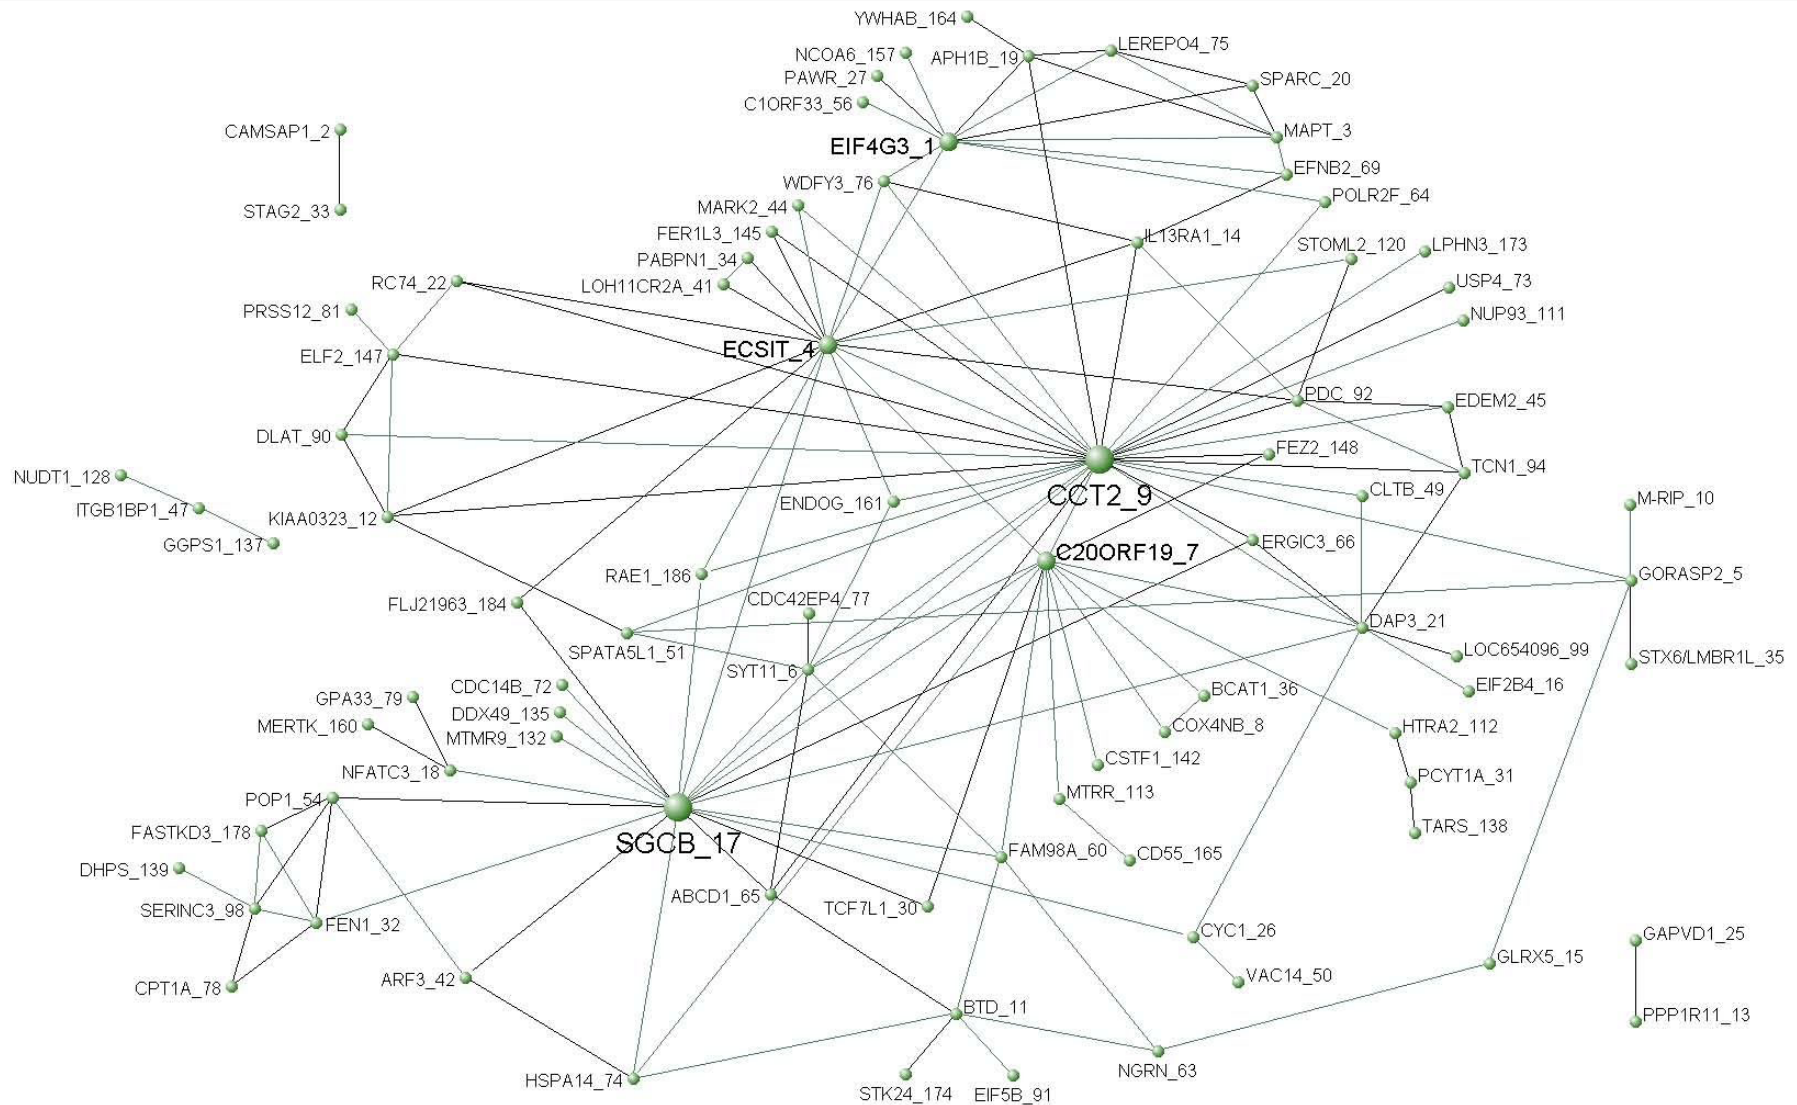 YWHAB_164
LEREPO4_75
NCOA6_157
APH1B_19
PAWR_27
SPARC_20
C1ORF33_56
CAMSAP1_2
MAPT_3
EIF4G3_1
EFNB2_69
WDFY3_76
POLR2F_64
MARK2_44
STAG2_33
FER1L3_145
IL13RA1_14
STOML2_120
LPHN3_173
PABPN1_34
RC74_22
LOH11CR2A_41
USP4_73
PRSS12_81
NUP93_111
ECSIT_4
ELF2_147
PDC_92
EDEM2_45
DLAT_90
FEZ2_148
TCN1_94
NUDT1_128
CLTB_49
CCT2_9
M-RIP_10
ENDOG_161
ITGB1BP1_47
KIAA0323_12
GGPS1_137
ERGIC3_66
C20ORF19_7
RAE1_186
GORASP2_5
CDC42EP4_77
FLJ21963_184
DAP3_21
SPATA5L1_51
LOC654096_99
STX6/LMBR1L_35
SYT11_6
CDC14B_72
EIF2B4_16
BCAT1_36
GPA33_79
DDX49_135
MERTK_160
COX4NB_8
HTRA2_112
MTMR9_132
CSTF1_142
NFATC3_18
PCYT1A_31
MTRR_113
POP1_54
TARS_138
FASTKD3_178
SGCB_17
FAM98A_60
CD55_165
DHPS_139
ABCD1_65
TCF7L1_30
SERINC3_98
FEN1_32
CYC1_26
GAPVD1_25
GLRX5_15
VAC14_50
ARF3_42
CPT1A_78
BTD_11
PPP1R11_13
NGRN_63
HSPA14_74
STK24_174
EIF5B_91